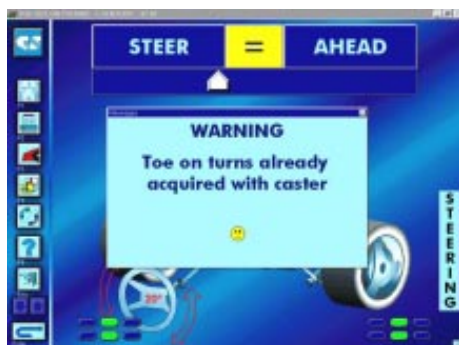 STEER = AHEAD
WARNING
Toe on turns already
acquired with caster
STEERING
20°
?